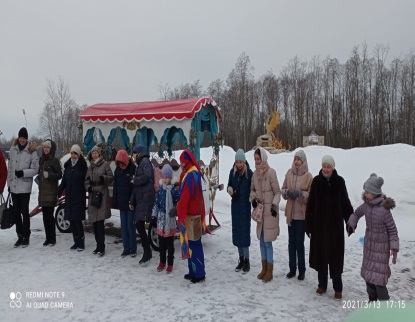 REDMI NOTE 9
AI QUAD CAMERA
2021/3/13 17:15